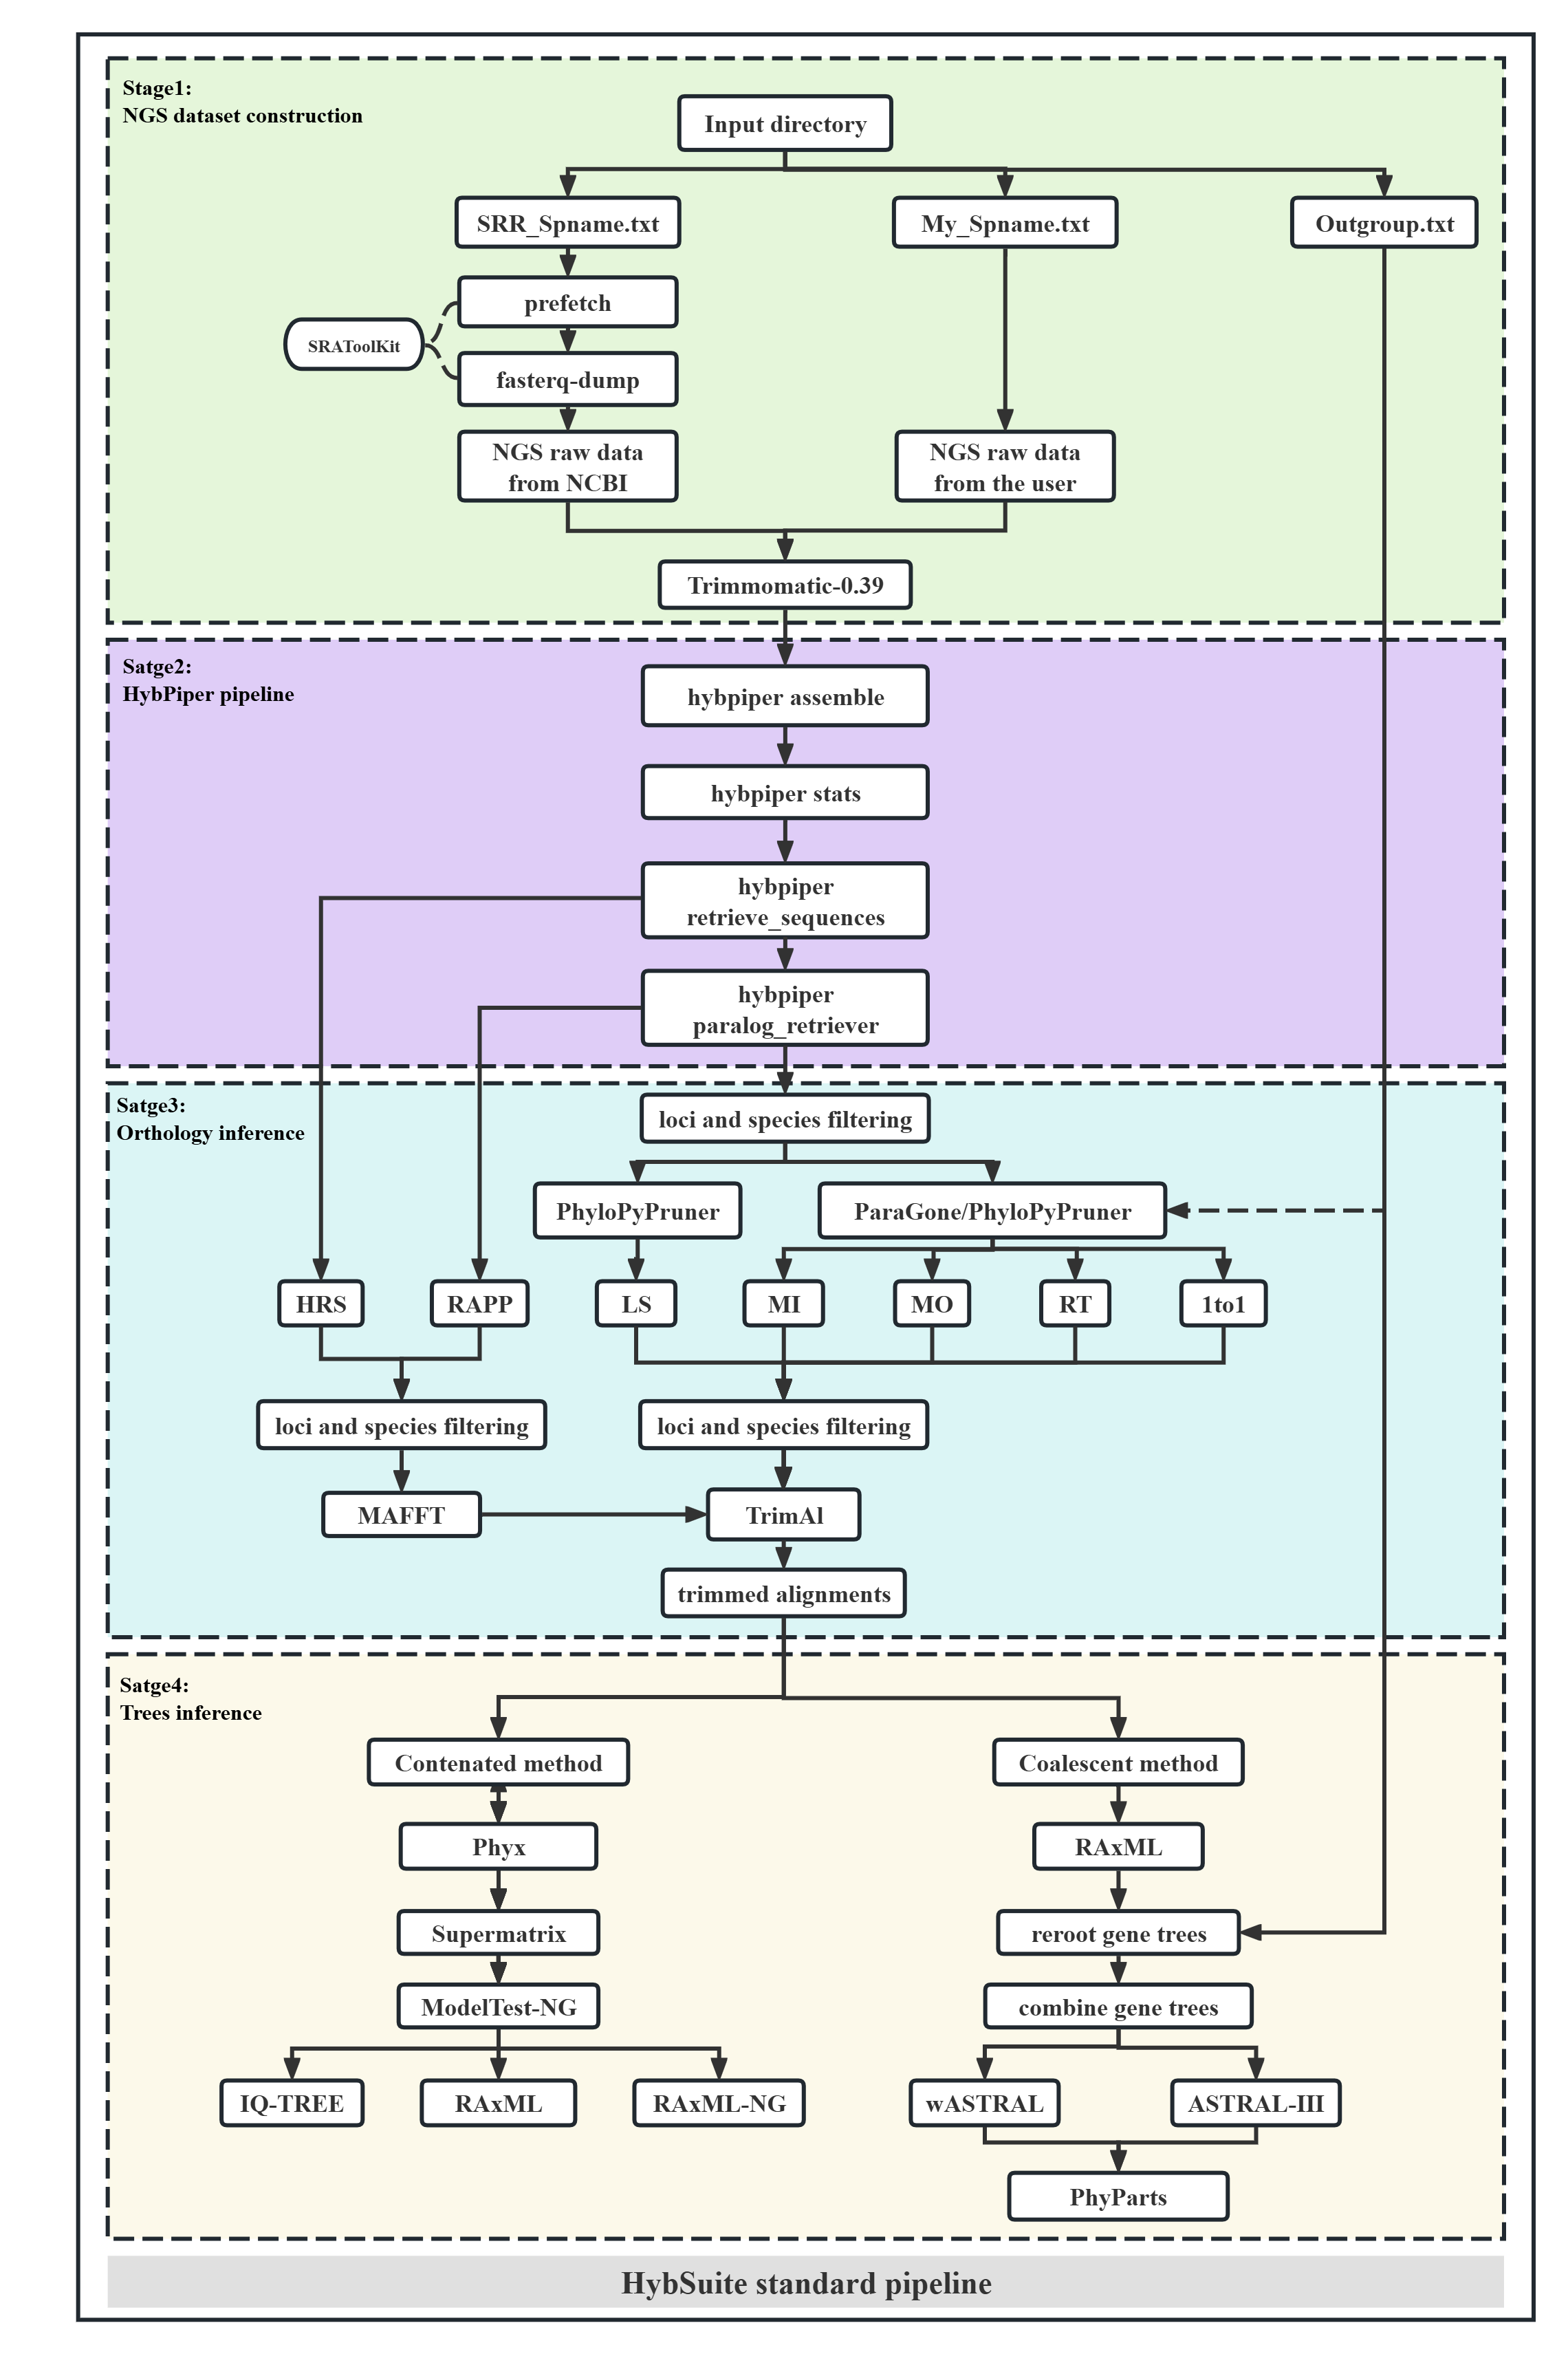 Stage1:
NGS dataset construction
Input directory
SRR_Spname.txt
My_Spname.txt
Outgroup.txt
prefetch
SRAToolKit
fasterq-dump
NGS raw data
from NCBI
NGS raw data
from the user
Trimmomatic-0.39
Satge2:
HybPiper pipeline
hybpiper assemble
hybpiper stats
hybpiper
retrieve_sequences
hybpiper
paralog_retriever
Satge3:
Orthology inference
loci and species filtering
PhyloPyPruner
ParaGone/PhyloPyPruner
HRS
RAPP
LS
MI
MO
RT
1to1
loci and species filtering
loci and species filtering
MAFFT
TrimAl
trimmed alignments
Satge4:
Trees inference
Contenated method
Coalescent method
Phyx
RAxML
Supermatrix
reroot gene trees
ModelTest-NG
combine gene trees
IQ-TREE
RAxML
RAxML-NG
wASTRAL
ASTRAL-III
PhyParts
HybSuite standard pipeline